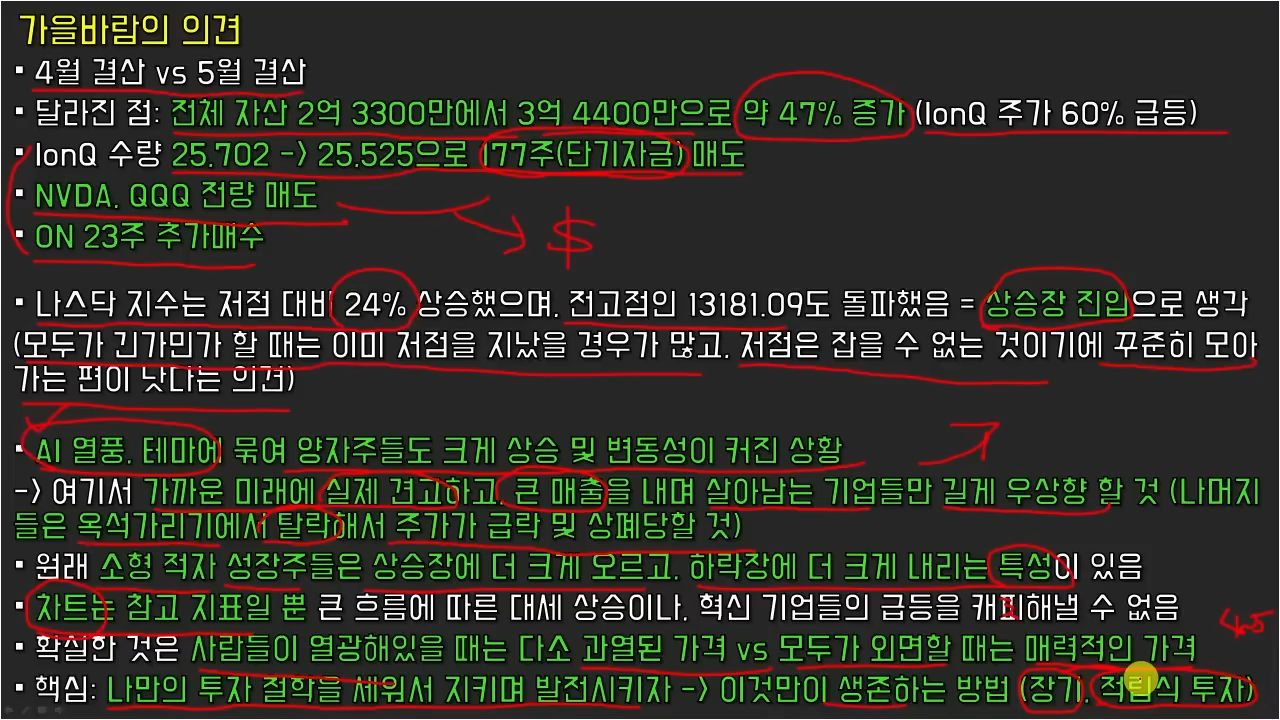 가을바람의 의견
▪ 4월 결산 vs 5월 결산
▪ 달라진 점: 전체 자산 2억 3300만에서 3억 4400만으로 약 47% 증가 (IonQ 주가 60% 급등)
▪ IonQ 수량 25,702 -> 25,525으로 177주(단기자금) 매도
▪ NVDA, QQQ 전량 매도
$
▪ ON 23주 추가매수
▪ 나스닥 지수는 저점 대비 24% 상승했으며, 전고점인 13181.09도 돌파했음 = 상승장 진입으로 생각
(모두가 긴가민가 할 때는 이미 저점을 지났을 경우가 많고, 저점은 잡을 수 없는 것이기에 꾸준히 모아
가는 편이 낫다는 의견)
▪ AI 열풍, 테마에 묶여 양자주들도 크게 상승 및 변동성이 커진 상황
-> 여기서 가까운 미래에 실제 견고하고, 큰 매출을 내며 살아남는 기업들만 길게 우상향 할 것 (나머지
들은 옥석가리기에서 탈락해서 주가가 급락 및 상폐당할 것)
▪ 원래 소형 적자 성장주들은 상승장에 더 크게 오르고, 하락장에 더 크게 내리는 특성이 있음
▪ 차트는 참고 지표일 뿐 큰 흐름에 따른 대세 상승이나, 혁신 기업들의 급등을 캐피해낼 수 없음
▪ 확실한 것은 사람들이 열광해있을 때는 다소 과열된 가격 vs 모두가 외면할 때는 매력적인 가격
▪ 핵심: 나만의 투자 철학을 세워서 지키며 발전시키자 -> 이것만이 생존하는 방법 (장기, 적립식 투자)